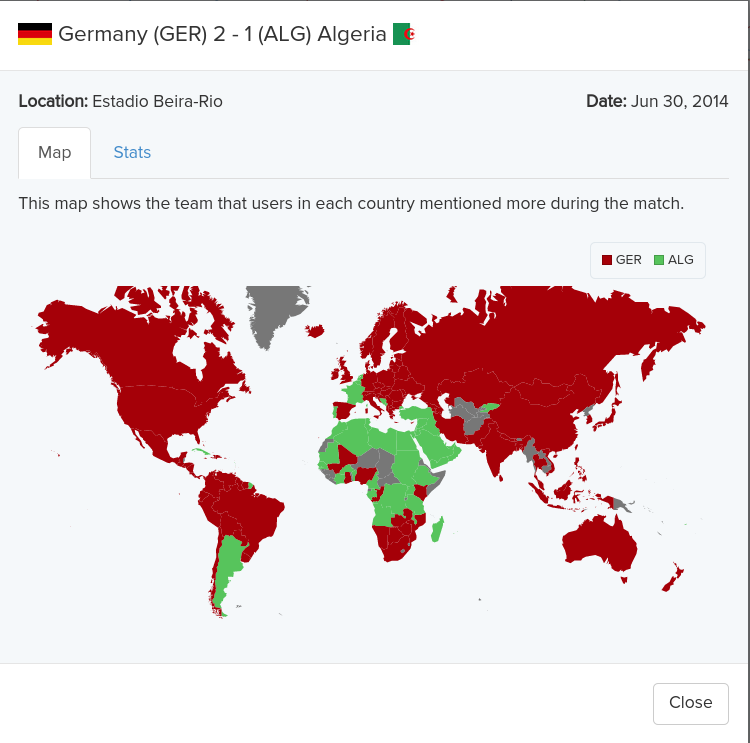 Germany (GER) 2 - 1 (ALG) Algeria
Location: Estadio Beira-Rio
Date: Jun 30, 2014
Map
Stats
This map shows the team that users in each country mentioned more during the match.
GER
ALG
Close